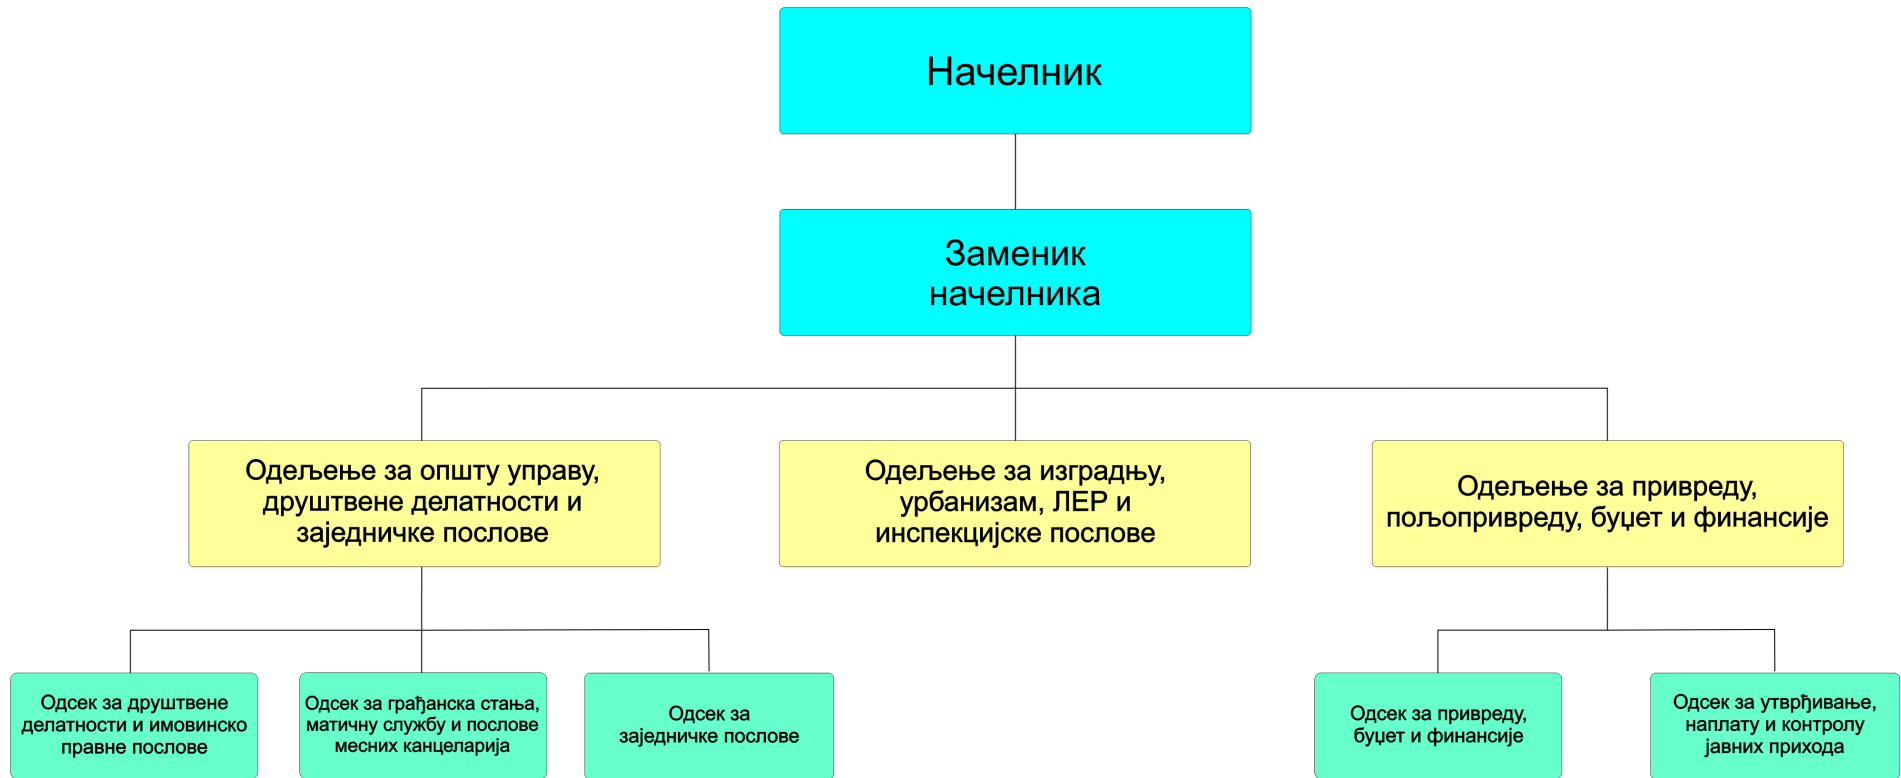 Начелник
Заменик
начелника
Одељење за општу управу,
друштвене делатности и
заједничке послове
Одељење за изградњу,
урбанизам, ЛЕР и
инспекцијске послове
Одељење за привреду,
пољопривреду, буџет и финансије
Одсек за друштвене
делатности и имовинско
правне послове
Одсек за грађанска стања,
матичну службу и послове
месних канцеларија
Одсек за
заједничке послове
Одсек за привреду,
буџет и финансије
Одсек за утврђивање,
наплату и контролу
јавних прихода